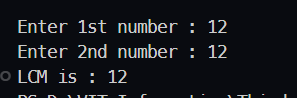 Enter 1st number : 12
Enter 2nd number : 12
LCM is : 12